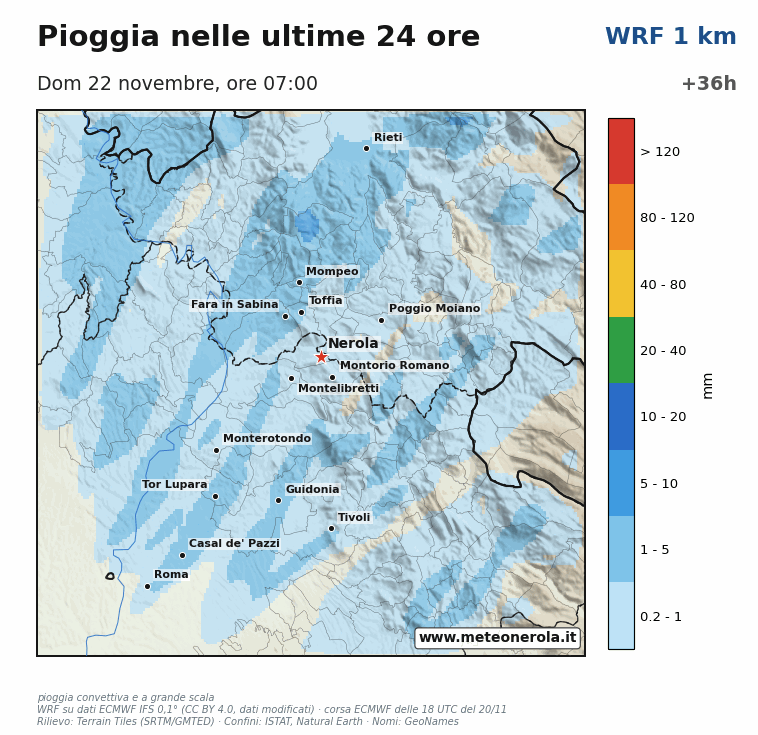 Pioggia nelle ultime 24 ore
WRF 1 km
Dom 22 novembre, ore 07:00
+36h
Rieti
Mompeo
Fara in Sabina
Toffia
Poggio Moiano
Nerola
Montorio Romano
Montelibretti
Monterotondo
Tor Lupara
Guidonia
Tivoli
Casal de' Pazzi
Roma
www.meteonerola.it
> 120
80 - 120
40 - 80
20 - 40
10 - 20
5 - 10
1 - 5
0.2 - 1
mm
pioggia convettiva e a grande scala
WRF su dati ECMWF IFS 0,1° (CC BY 4.0, dati modificati) · corsa ECMWF delle 18 UTC del 20/11
Rilievo: Terrain Tiles (SRTM/GMTED) · Confini: ISTAT, Natural Earth · Nomi: GeoNames